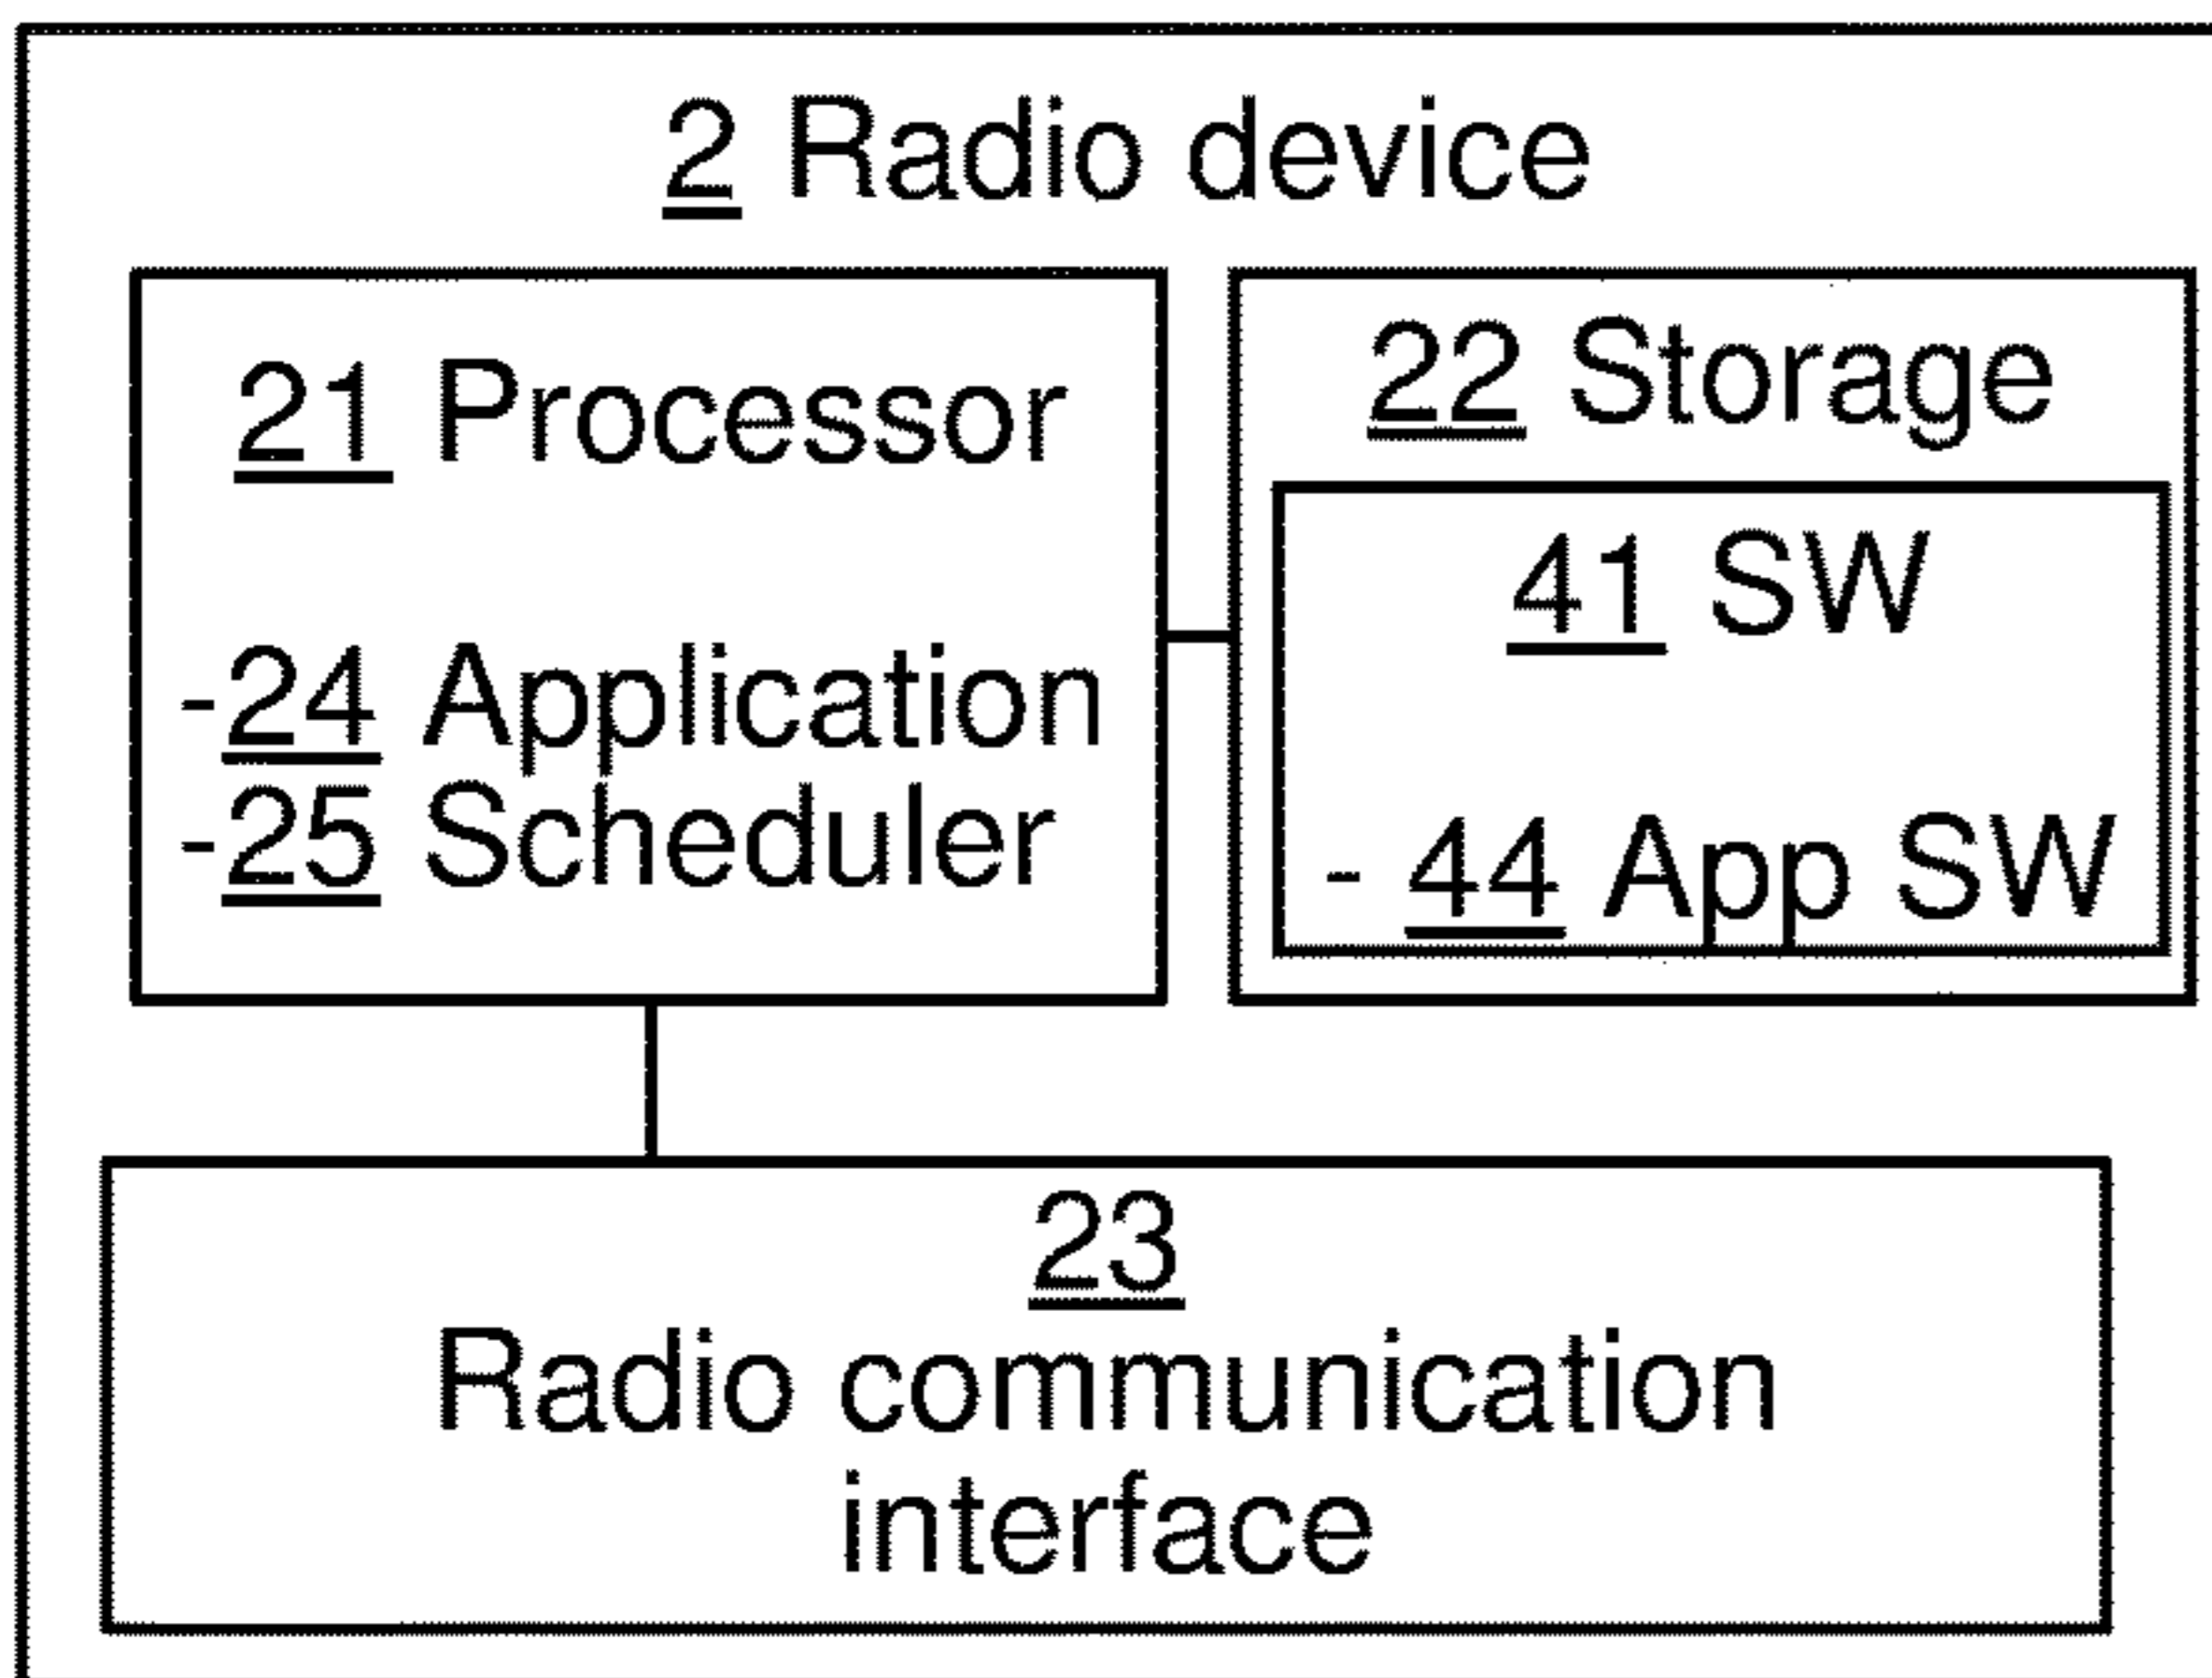 2 Radio device
21 Processor
-24 Application
-25 Scheduler
22 Storage
41 SW
- 44 App SW
23
Radio communication
interface